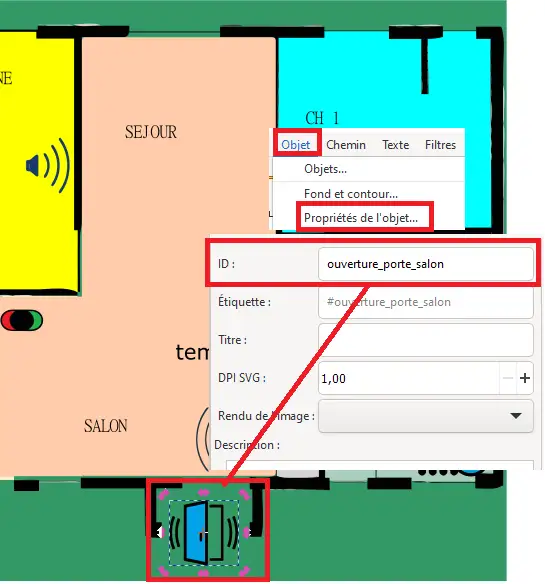 NE
SEJOUR
CH 1
Objet Chemin Texte Filtres
Objets...
Fond et contour...
Propriétés de l'objet...
ID : ouverture_porte_salon
Étiquette : #ouverture_porte_salon
Titre :
tem
DPI SVG : 1,00
Rendu de l'image :
SALON
Description :